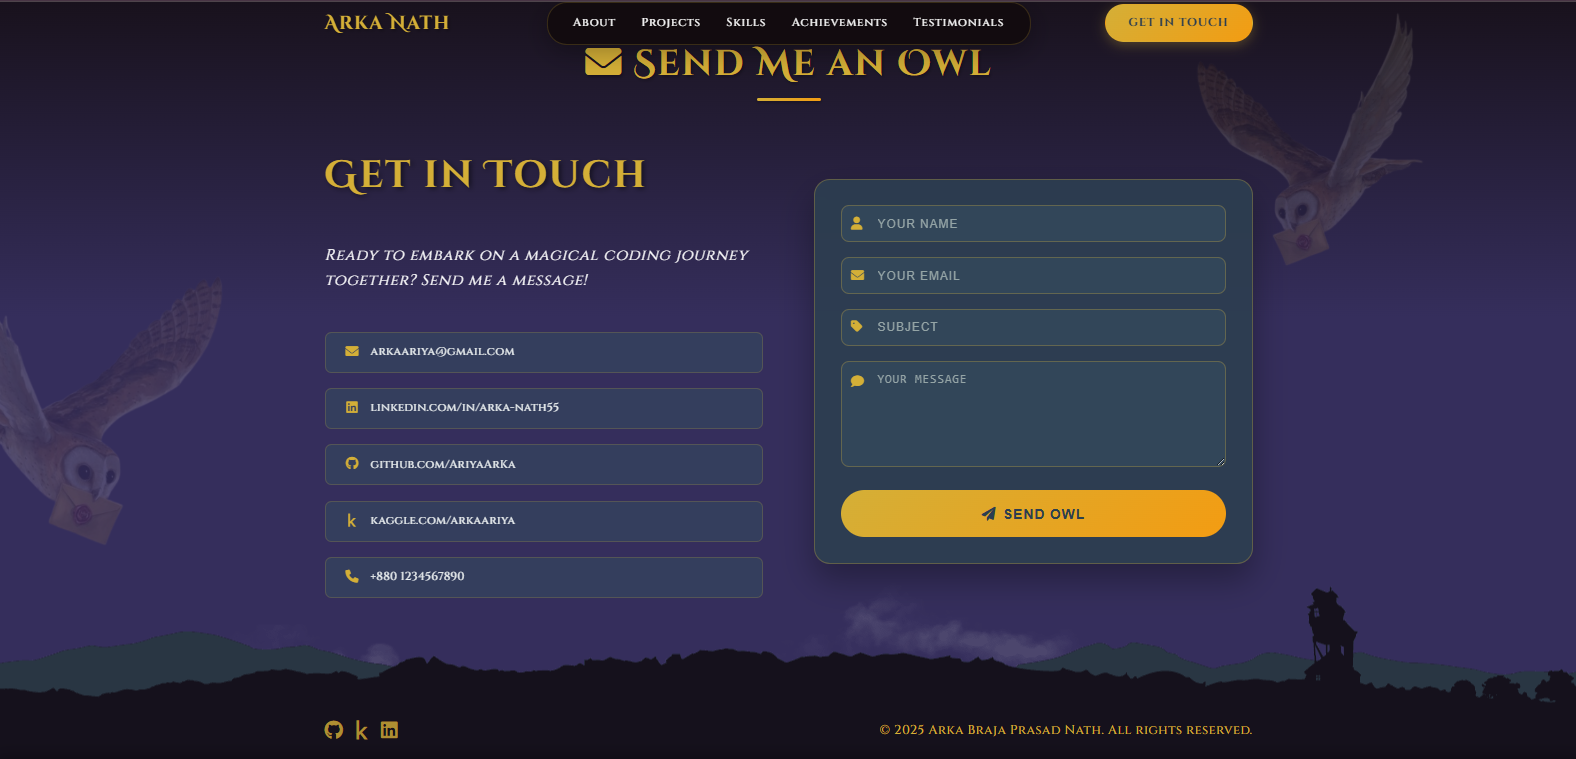 Arka Nath
About Projects Skills Achievements Testimonials
GET IN TOUCH
Send Me an Owl
Get in Touch
Ready to embark on a magical coding journey
together? Send me a message!
arkaariya@gmail.com
linkedin.com/in/arka-nath55
github.com/AriyaArKa
kaggle.com/arkaariya
+880 1234567890
YOUR NAME
YOUR EMAIL
SUBJECT
YOUR MESSAGE
SEND OWL
© 2025 Arka Braja Prasad Nath. All rights reserved.